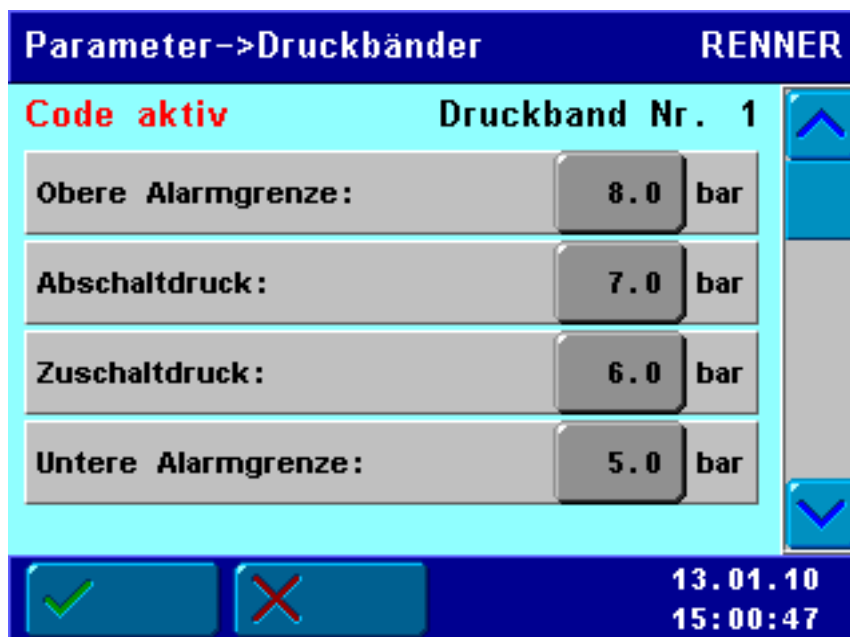 Parameter->Druckbänder RENNER
Code aktiv Druckband Nr. 1
Obere Alarmgrenze: 8.0 bar
Abschaltdruck: 7.0 bar
Zuschaltdruck: 6.0 bar
Untere Alarmgrenze: 5.0 bar
13.01.10
15:00:47